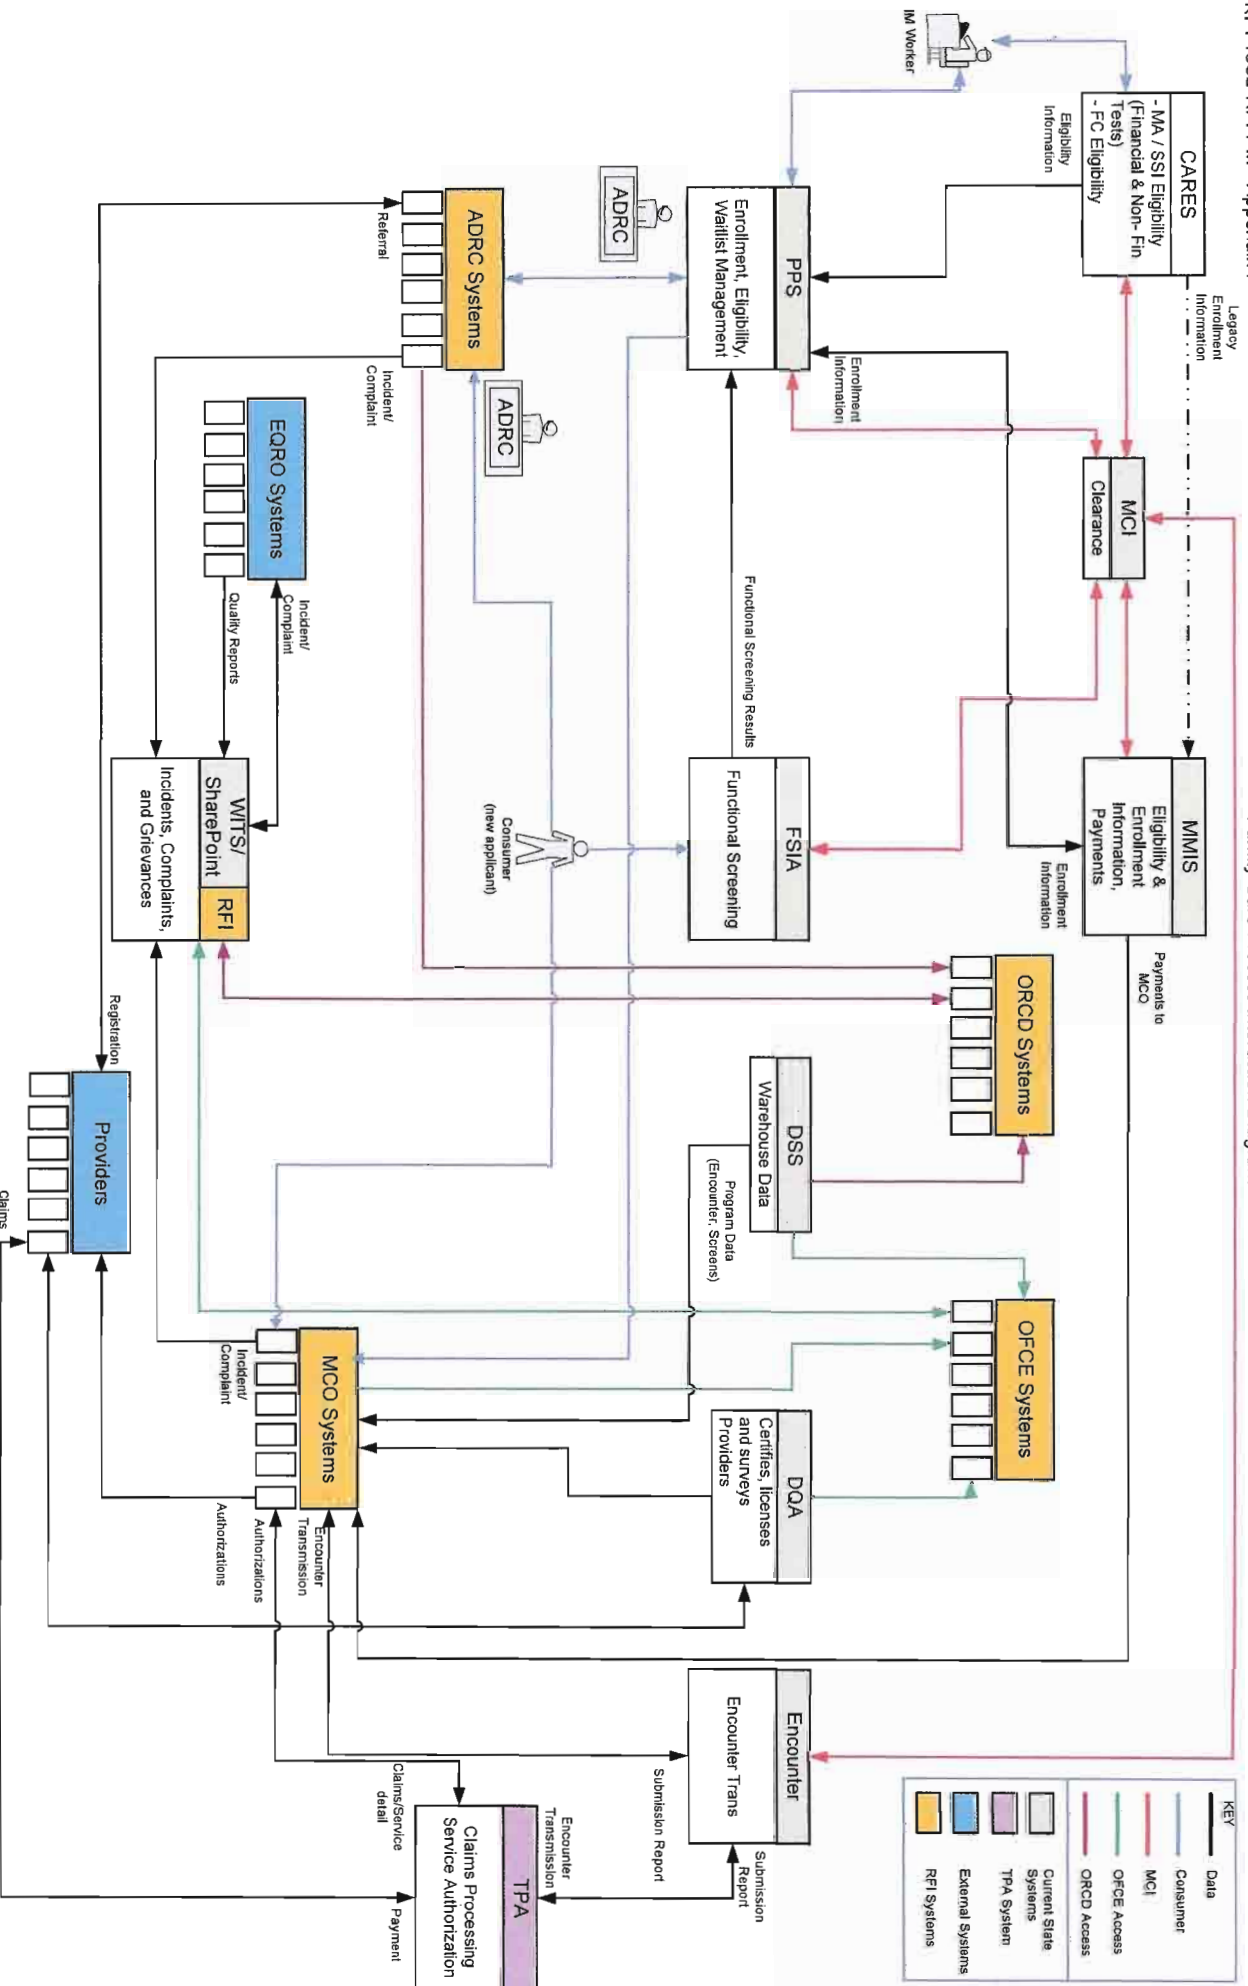 CARES
- MA / SSI Eligibility
(Financial & Non- Fin
Tests)
- FC Eligibility
Legacy
Enrollment
Information
MCI
Clearance
MMIS
Eligibility &
Enrollment
Information,
Payments
Payments to
MCO
IM Worker
Eligibility
Information
Enrollment
Information
Enrollment
Information
PPS
Enrollment, Eligibility,
Waitlist Management
Functional Screening Results
FSIA
Functional Screening
ORCD Systems
DSS
Warehouse Data
Program Data
(Encounter, Screens)
OFCE Systems
DQA
Certifies, licenses
and surveys
Providers
Encounter
Encounter Trans
Submission Report
Submission
Report
ADRC
ADRC
ADRC Systems
Referral
Incident/
Complaint
Consumer
(new applicant)
EQRO Systems
Incident/
Complaint
Quality Reports
WITS/
SharePoint
RFI
Incidents, Complaints,
and Grievances
Registration
Providers
Claims
MCO Systems
Incident/
Complaint
Encounter
Transmission
Authorizations
Authorizations
Claims/Service
detail
Encounter
Transmission
TPA
Claims Processing
Service Authorization
Payment
KEY
Data
Consumer
MCI
OFCE Access
ORCD Access
Current State
Systems
TPA System
External Systems
RFI Systems